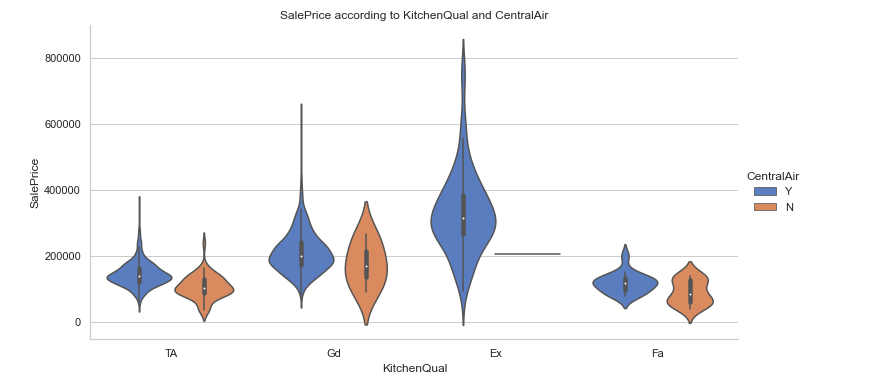 SalePrice according to KitchenQual and CentralAir
SalePrice
800000
600000
400000
200000
0
TA
Gd
Ex
Fa
KitchenQual
CentralAir
Y
N